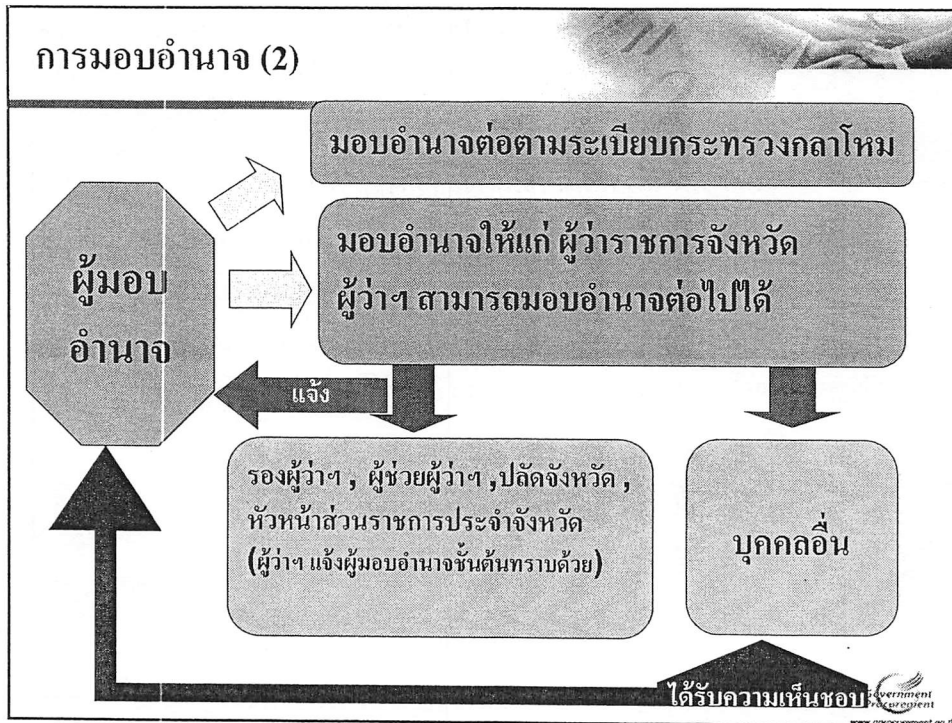 การมอบอำนาจ (2)
มอบอำนาจต่อตามระเบียบกระทรวงกลาโหม
ผู้มอบ
อำนาจ
มอบอำนาจให้แก่ ผู้ว่าราชการจังหวัด
ผู้ว่าฯ สามารถมอบอำนาจต่อไปได้
แจ้ง
รองผู้ว่าฯ , ผู้ช่วยผู้ว่าฯ ,ปลัดจังหวัด ,
หัวหน้าส่วนราชการประจำจังหวัด
(ผู้ว่าฯ แจ้งผู้มอบอำนาจชั้นต้นทราบด้วย)
บุคคลอื่น
ได้รับความเห็นชอบ
Government
Procurement